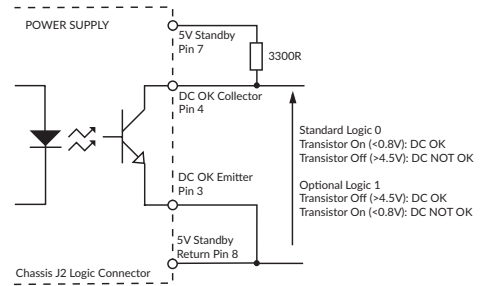 POWER SUPPLY
5V Standby
Pin 7
3300R
DC OK Collector
Pin 4
Standard Logic 0
Transistor On (<0.8V): DC OK
Transistor Off (>4.5V): DC NOT OK
Optional Logic 1
Transistor Off (>4.5V): DC OK
Transistor On (<0.8V): DC NOT OK
DC OK Emitter
Pin 3
5V Standby
Return Pin 8
Chassis J2 Logic Connector